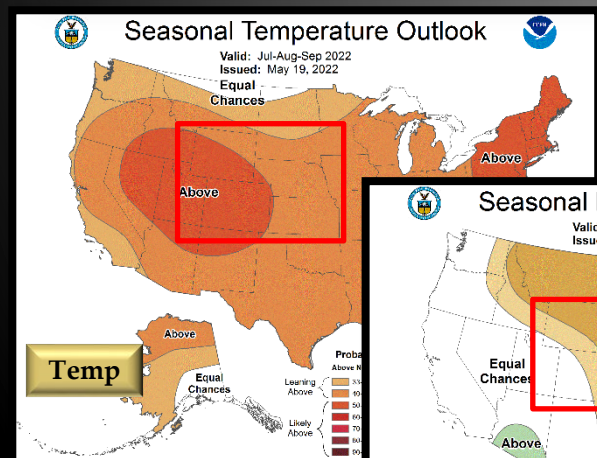 Seasonal Temperature Outlook
Valid: Jul-Aug-Sep 2022
Issued: May 19, 2022
Equal
Chances
Above
Above
Seasonal
Above
Temp
Equal
Chances
Leaning
Above
Likely
Above
Equal
Chances
Above